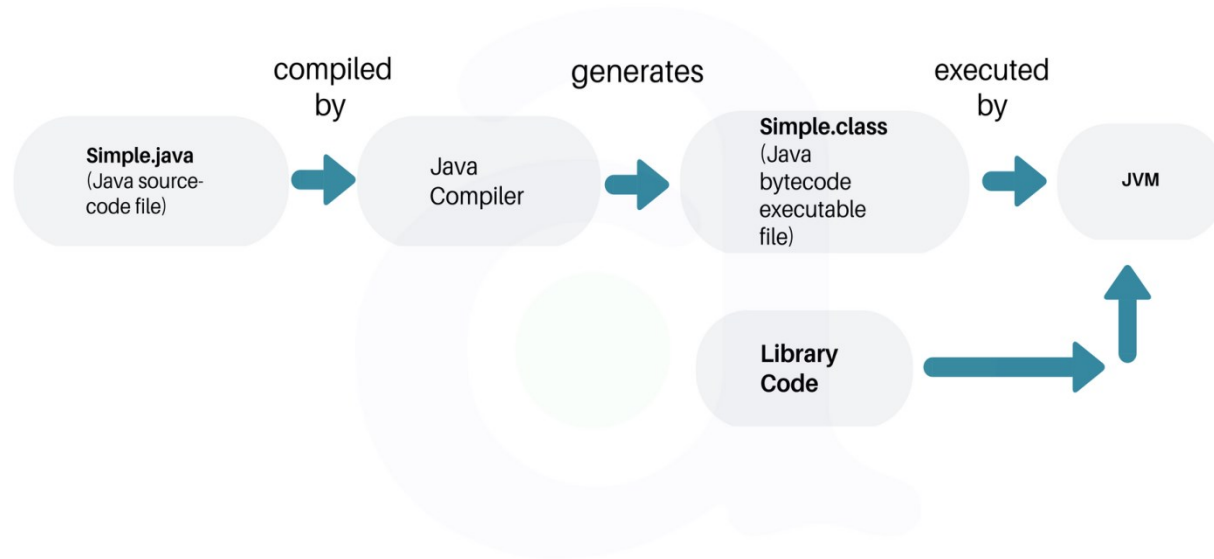 compiled
by
generates
executed
by
Simple.java
(Java source-
code file)
Java
Compiler
Simple.class
(Java
bytecode
executable
file)
JVM
Library
Code